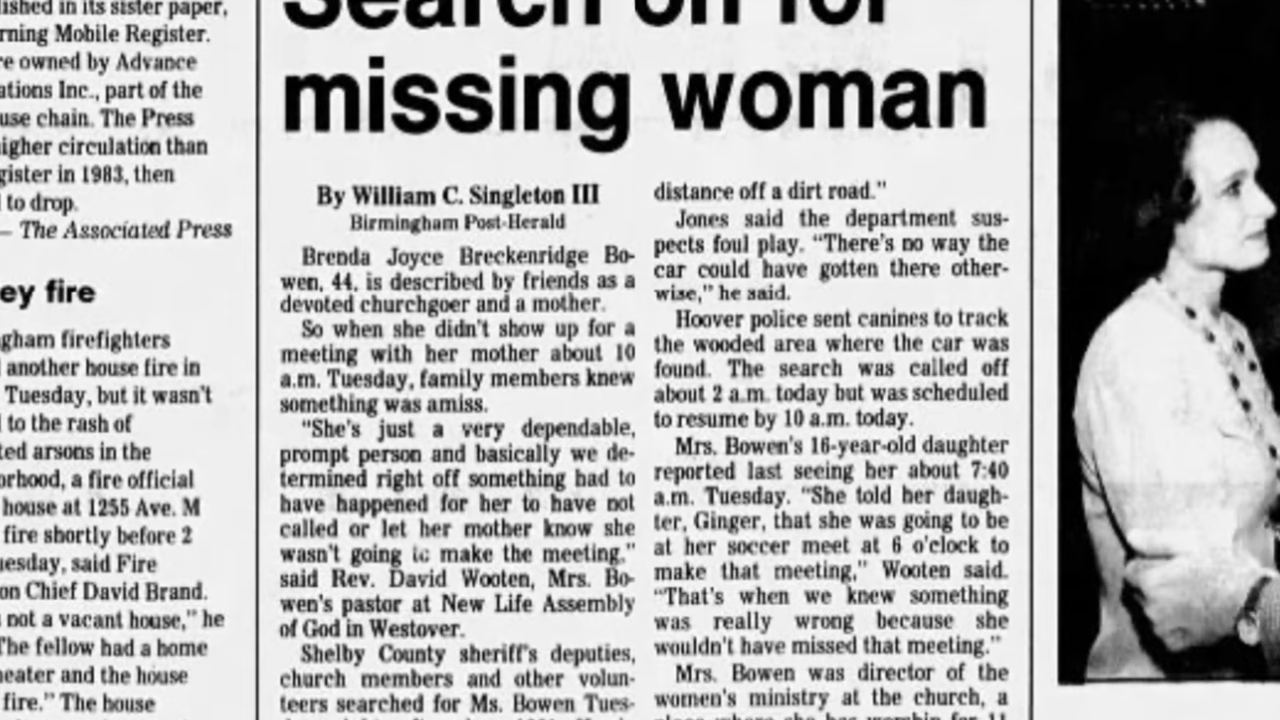 lished in its sister paper,
rning Mobile Register.
re owned by Advance
ations Inc., part of the
use chain. The Press
igher circulation than
gister in 1983, then
to drop.
— The Associated Press
ey fire
gham firefighters
another house fire in
Tuesday, but it wasn't
to the rash of
ted arsons in the
orhood, a fire official
house at 1255 Ave. M
fire shortly before 2
uesday, said Fire
on Chief David Brand.
not a vacant house," he
The fellow had a home
heater and the house
fire." The house
Search on for
missing woman
By William C. Singleton III
Birmingham Post-Herald
Brenda Joyce Breckenridge Bo-
wen, 44, is described by friends as a
devoted churchgoer and a mother.
So when she didn't show up for a
meeting with her mother about 10
a.m. Tuesday, family members knew
something was amiss.
"She's just a very dependable,
prompt person and basically we de-
termined right off something had to
have happened for her to have not
called or let her mother know she
wasn't going to make the meeting,"
said Rev. David Wooten, Mrs. Bo-
wen's pastor at New Life Assembly
of God in Westover.
Shelby County sheriff's deputies,
church members and other volun-
teers searched for Ms. Bowen Tues-
distance off a dirt road."
Jones said the department sus-
pects foul play. "There's no way the
car could have gotten there other-
wise," he said.
Hoover police sent canines to track
the wooded area where the car was
found. The search was called off
about 2 a.m. today but was scheduled
to resume by 10 a.m. today.
Mrs. Bowen's 16-year-old daughter
reported last seeing her about 7:40
a.m. Tuesday. "She told her daugh-
ter, Ginger, that she was going to be
at her soccer meet at 6 o'clock to
make that meeting," Wooten said.
"That's when we knew something
was really wrong because she
wouldn't have missed that meeting."
Mrs. Bowen was director of the
women's ministry at the church, a
place where she has worship for 11